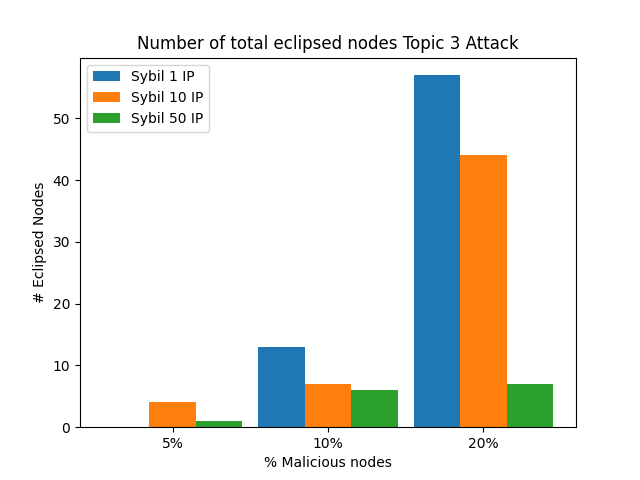 Number of total eclipsed nodes Topic 3 Attack
Sybil 1 IP
Sybil 10 IP
Sybil 50 IP
# Eclipsed Nodes
50
40
30
20
10
0
5%
10%
20%
% Malicious nodes